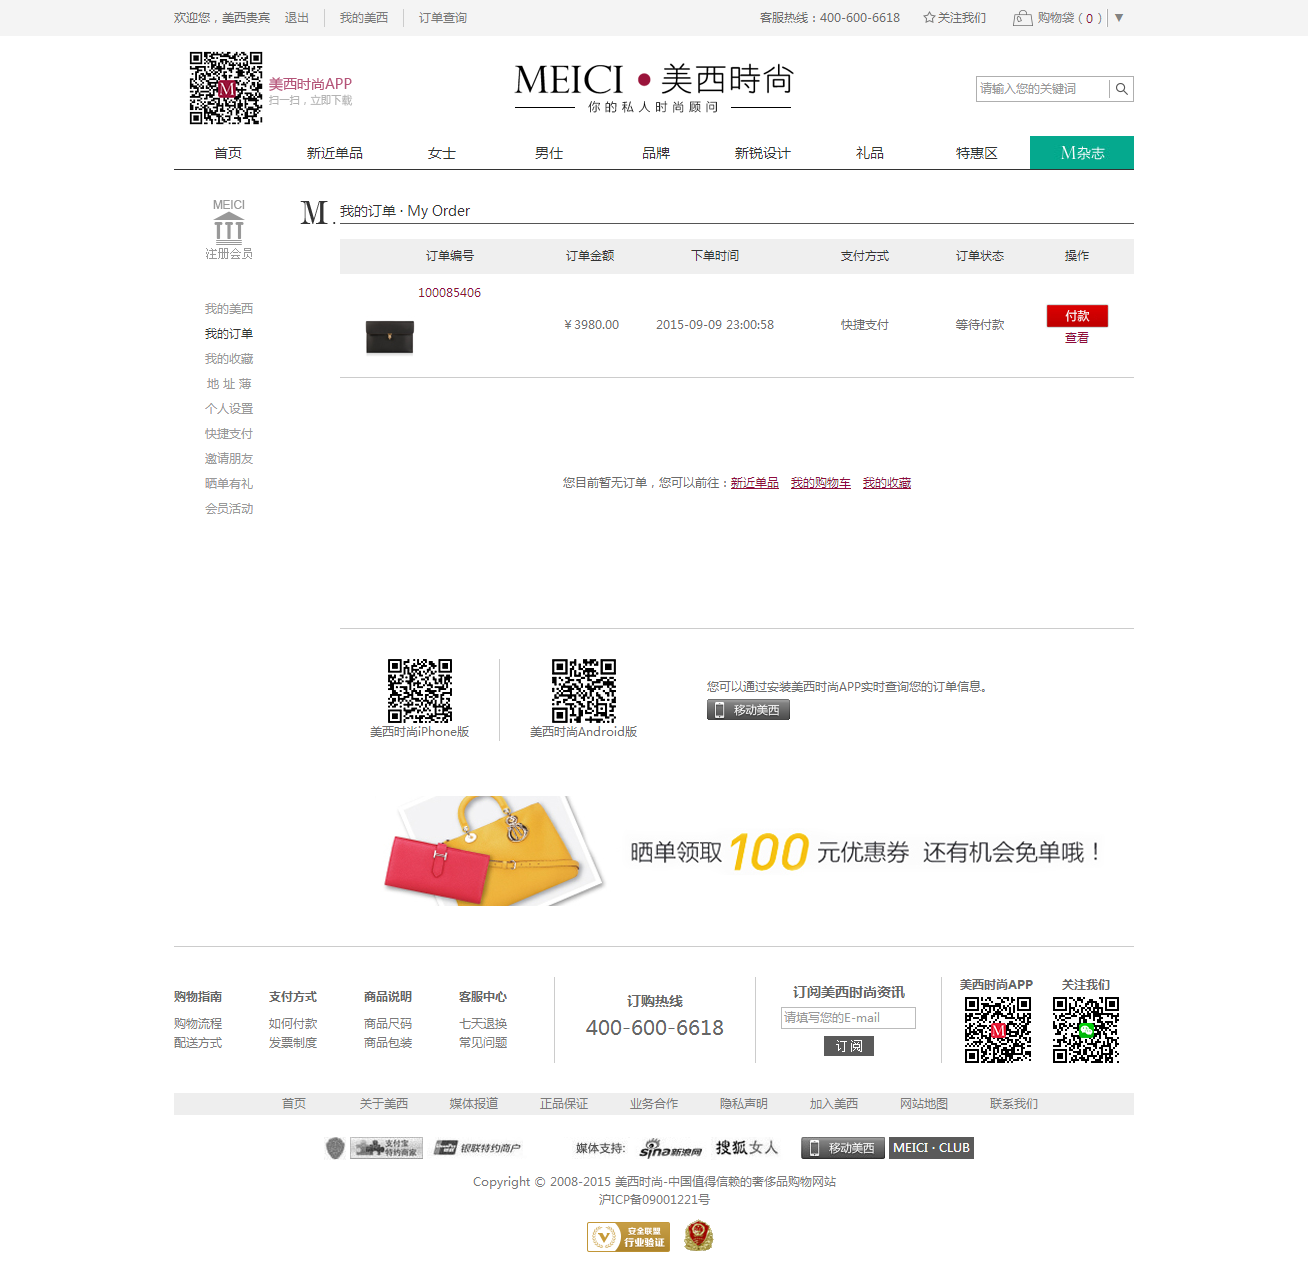 欢迎您，美西贵宾 退出 我的美西 订单查询 客服热线：400-600-6618 关注我们 购物袋 ( 0 ) ▼
M
美西时尚APP
扫一扫，立即下载
MEICI 美西時尚
你的私人时尚顾问
请输入您的关键词
首页 新近单品 女士 男仕 品牌 新锐设计 礼品 特惠区 M杂志
MEICI
注册会员
M. 我的订单 · My Order
订单编号 订单金额 下单时间 支付方式 订单状态 操作
100085406
￥3980.00 2015-09-09 23:00:58 快捷支付 等待付款
付款
查看
我的美西
我的订单
我的收藏
地 址 薄
个人设置
快捷支付
邀请朋友
晒单有礼
会员活动
您目前暂无订单，您可以前往：新近单品 我的购物车 我的收藏
美西时尚iPhone版
美西时尚Android版
您可以通过安装美西时尚APP实时查询您的订单信息。
移动美西
晒单领取100元优惠券 还有机会免单哦！
购物指南 支付方式 商品说明 客服中心
购物流程 如何付款 商品尺码 七天退换
配送方式 发票制度 商品包装 常见问题
订购热线
400-600-6618
订阅美西时尚资讯
请填写您的E-mail
订 阅
美西时尚APP 关注我们
M
首页 关于美西 媒体报道 正品保证 业务合作 隐私声明 加入美西 网站地图 联系我们
支付宝
特约商家
银联特约商户 媒体支持: sina新浪网 搜狐女人 移动美西 MEICI · CLUB
Copyright © 2008-2015 美西时尚-中国值得信赖的奢侈品购物网站
沪ICP备09001221号
安全联盟
行业验证